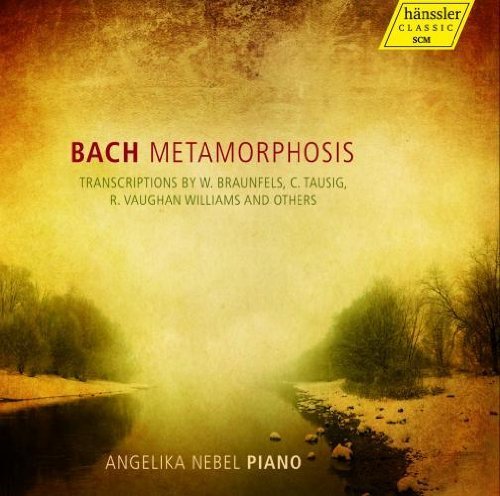 hänssler
CLASSIC
SCM
BACH METAMORPHOSIS
TRANSCRIPTIONS BY W. BRAUNFELS, C. TAUSIG,
R. VAUGHAN WILLIAMS AND OTHERS
ANGELIKA NEBEL PIANO